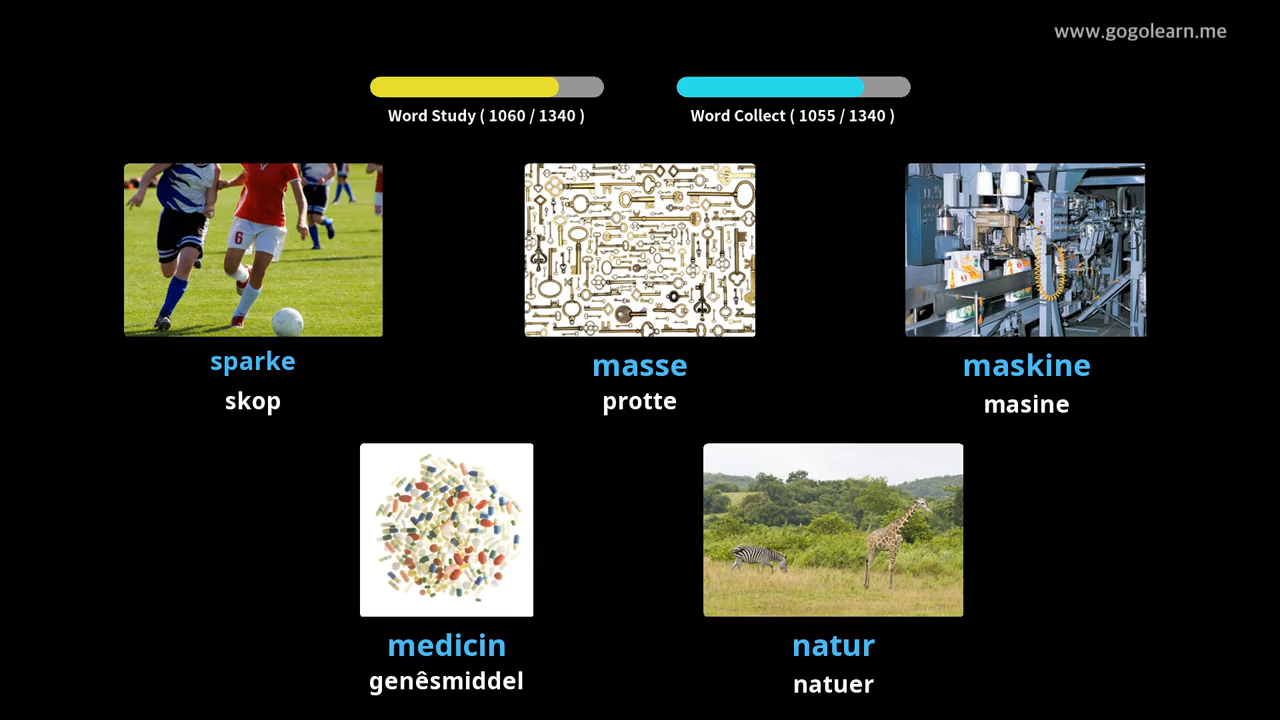 www.gogolearn.me
Word Study ( 1060 / 1340 )
Word Collect ( 1055 / 1340 )
sparke
skop
masse
protte
maskine
masine
medicin
genêsmiddel
natur
natuer